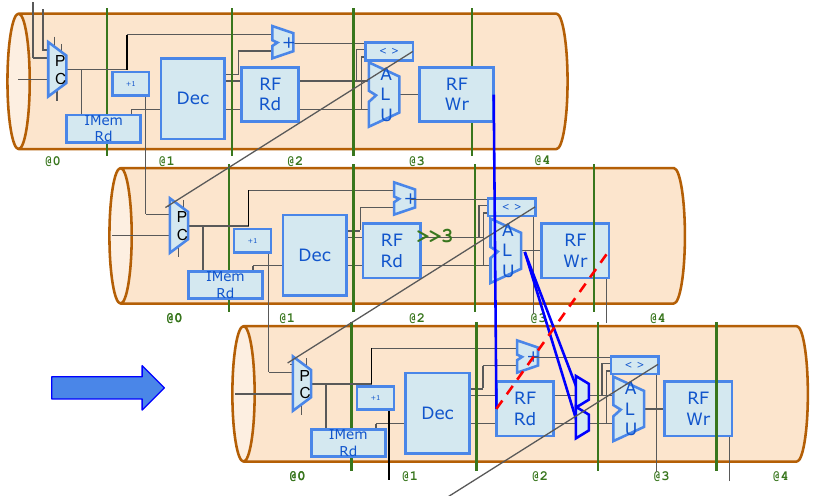 P
C
+1
IMem
Rd
Dec
RF
Rd
+
< >
A
L
U
RF
Wr
@0
@1
@2
@3
@4
P
C
+1
IMem
Rd
Dec
RF
Rd
>>3
+
< >
A
L
U
RF
Wr
@0
@1
@2
@3
@4
P
C
+1
IMem
Rd
Dec
RF
Rd
+
< >
A
L
U
RF
Wr
@0
@1
@2
@3
@4